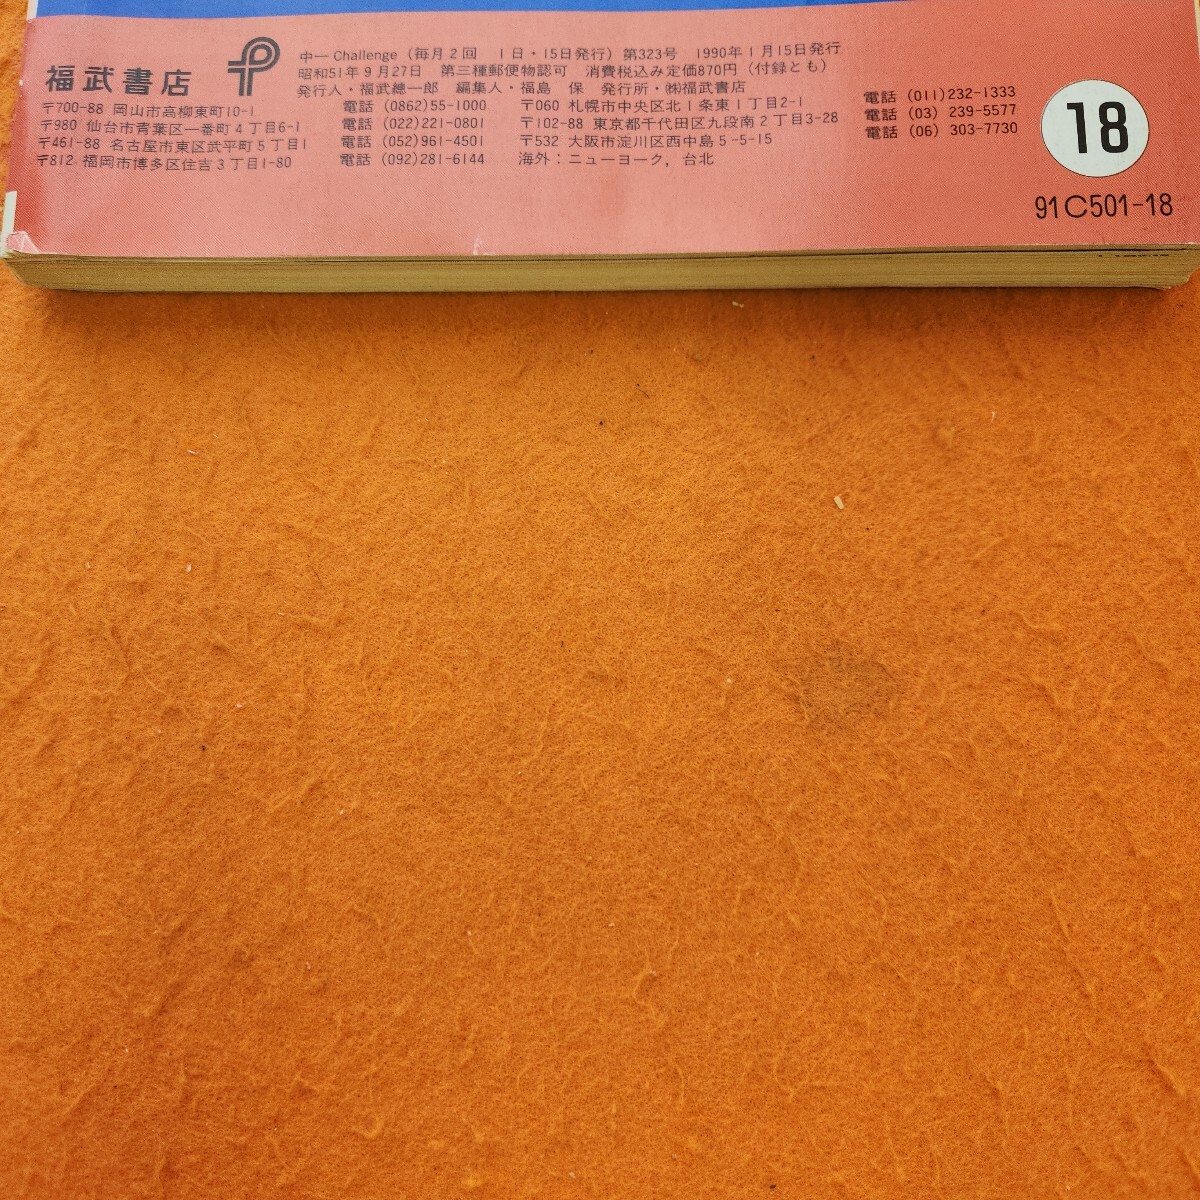 福武書店
中一Challenge（毎月2回　1日・15日発行）第323号　1990年1月15日発行
昭和51年9月27日　第三種郵便物認可　消費税込み定価870円（付録とも）
発行人・福武總一郎　編集人・福島　保　発行所・㈱福武書店
〒700-88 岡山市高柳東町10-1　電話 (0862)55-1000
〒980 仙台市青葉区一番町4丁目6-1　電話 (022)221-0801
〒461-88 名古屋市東区武平町5丁目1　電話 (052)961-4501
〒812 福岡市博多区住吉3丁目1-80　電話 (092)281-6144
〒060 札幌市中央区北1条東1丁目2-1　電話 (011)232-1333
〒102-88 東京都千代田区九段南2丁目3-28　電話 (03) 239-5577
〒532 大阪市淀川区西中島5-5-15　電話 (06) 303-7730
海外：ニューヨーク，台北
18
91C501-18